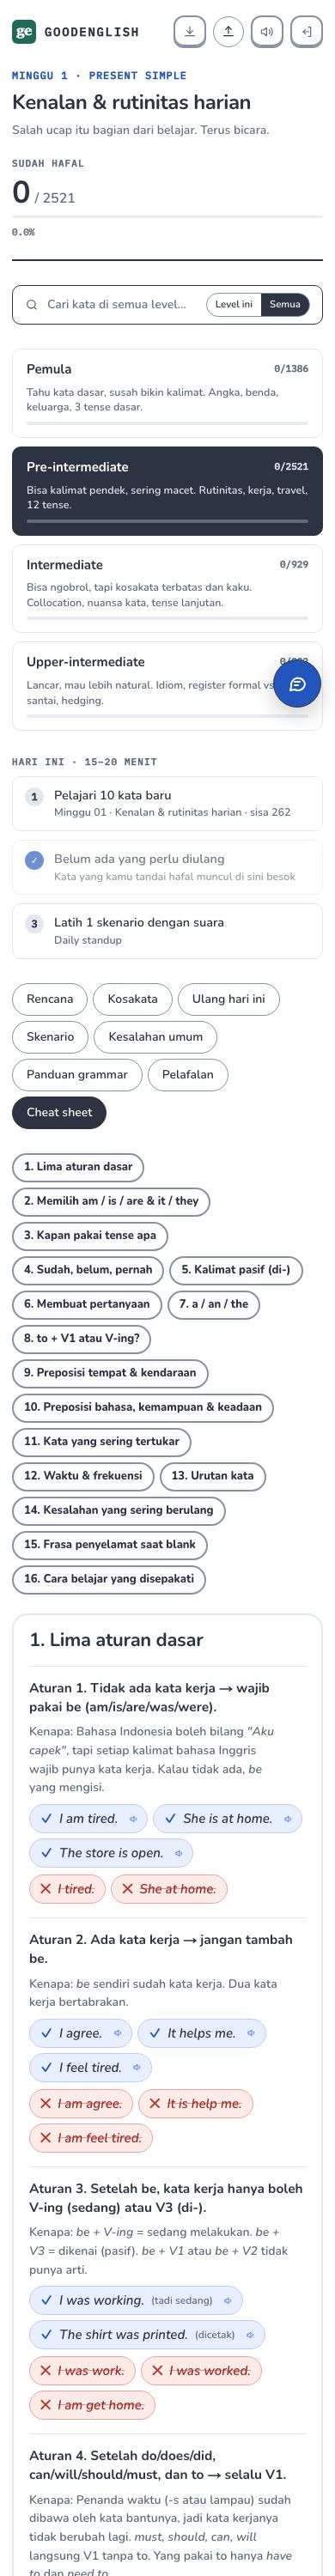 ge GOODENGLISH
MINGGU 1 · PRESENT SIMPLE
Kenalan & rutinitas harian
Salah ucap itu bagian dari belajar. Terus bicara.
SUDAH HAFAL
0 / 2521
0.0%
Cari kata di semua level... Level ini Semua
Pemula 0/1386
Tahu kata dasar, susah bikin kalimat. Angka, benda,
keluarga, 3 tense dasar.
Pre-intermediate 0/2521
Bisa kalimat pendek, sering macet. Rutinitas, kerja, travel,
12 tense.
Intermediate 0/929
Bisa ngobrol, tapi kosakata terbatas dan kaku.
Collocation, nuansa kata, tense lanjutan.
Upper-intermediate
Lancar, mau lebih natural. Idiom, register formal vs
santai, hedging.
HARI INI · 15–20 MENIT
1 Pelajari 10 kata baru
Minggu 01 · Kenalan & rutinitas harian · sisa 262
✓ Belum ada yang perlu diulang
Kata yang kamu tandai hafal muncul di sini besok
3 Latih 1 skenario dengan suara
Daily standup
Rencana Kosakata Ulang hari ini
Skenario Kesalahan umum
Panduan grammar Pelafalan
Cheat sheet
1. Lima aturan dasar
2. Memilih am / is / are & it / they
3. Kapan pakai tense apa
4. Sudah, belum, pernah 5. Kalimat pasif (di-)
6. Membuat pertanyaan 7. a / an / the
8. to + V1 atau V-ing?
9. Preposisi tempat & kendaraan
10. Preposisi bahasa, kemampuan & keadaan
11. Kata yang sering tertukar
12. Waktu & frekuensi 13. Urutan kata
14. Kesalahan yang sering berulang
15. Frasa penyelamat saat blank
16. Cara belajar yang disepakati
1. Lima aturan dasar
Aturan 1. Tidak ada kata kerja → wajib
pakai be (am/is/are/was/were).
Kenapa: Bahasa Indonesia boleh bilang "Aku
capek", tapi setiap kalimat bahasa Inggris
wajib punya kata kerja. Kalau tidak ada, be
yang mengisi.
✓ I am tired. ✓ She is at home.
✓ The store is open.
✕ I tired. ✕ She at home.
Aturan 2. Ada kata kerja → jangan tambah
be.
Kenapa: be sendiri sudah kata kerja. Dua kata
kerja bertabrakan.
✓ I agree. ✓ It helps me.
✓ I feel tired.
✕ I am agree. ✕ It is help me.
✕ I am feel tired.
Aturan 3. Setelah be, kata kerja hanya boleh
V-ing (sedang) atau V3 (di-).
Kenapa: be + V-ing = sedang melakukan. be +
V3 = dikenai (pasif). be + V1 atau be + V2 tidak
punya arti.
✓ I was working. (tadi sedang)
✓ The shirt was printed. (dicetak)
✕ I was work. ✕ I was worked.
✕ I am get home.
Aturan 4. Setelah do/does/did,
can/will/should/must, dan to → selalu V1.
Kenapa: Penanda waktu (-s atau lampau) sudah
dibawa oleh kata bantunya, jadi kata kerjanya
tidak berubah lagi. must, should, can, will
langsung V1 tanpa to. Yang pakai to hanya have
to dan need to.